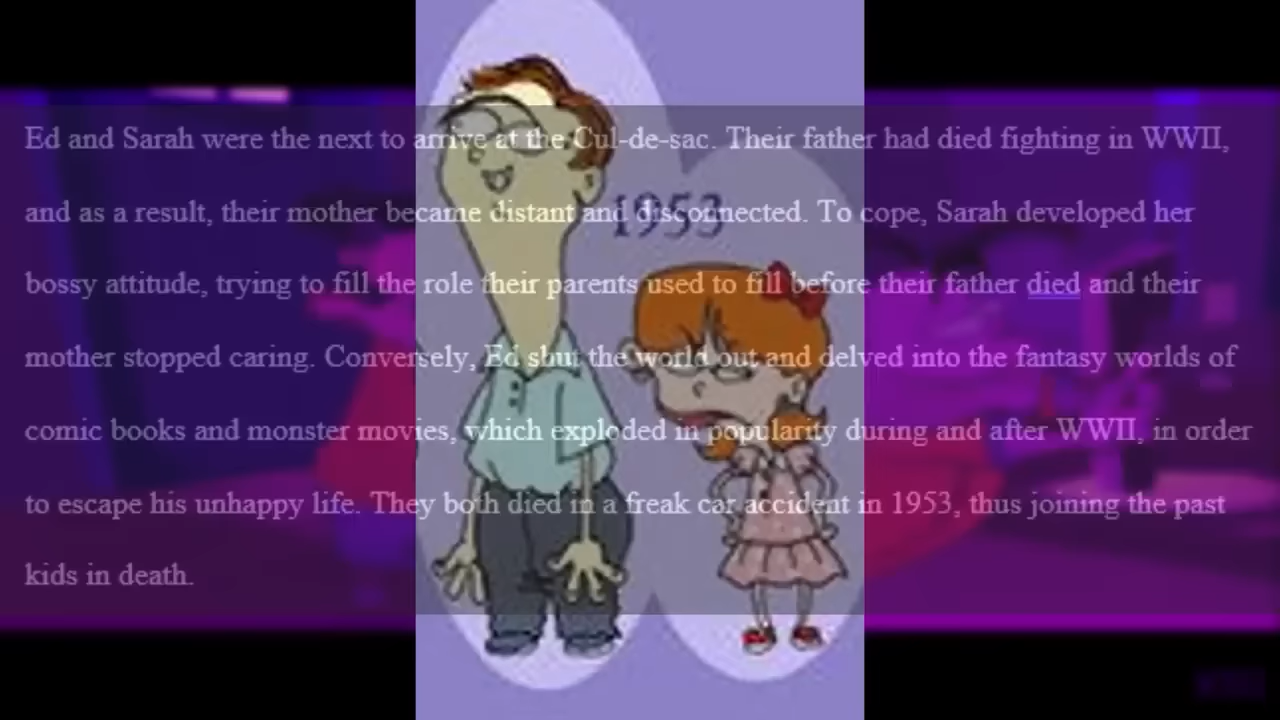 Ed and Sarah were the next to arrive at the Cul-de-sac. Their father had died fighting in WWII,
and as a result, their mother became distant and disconnected. To cope, Sarah developed her
bossy attitude, trying to fill the role their parents used to fill before their father died and their
mother stopped caring. Conversely, Ed shut the world out and delved into the fantasy worlds of
comic books and monster movies, which exploded in popularity during and after WWII, in order
to escape his unhappy life. They both died in a freak car accident in 1953, thus joining the past
kids in death.
1953